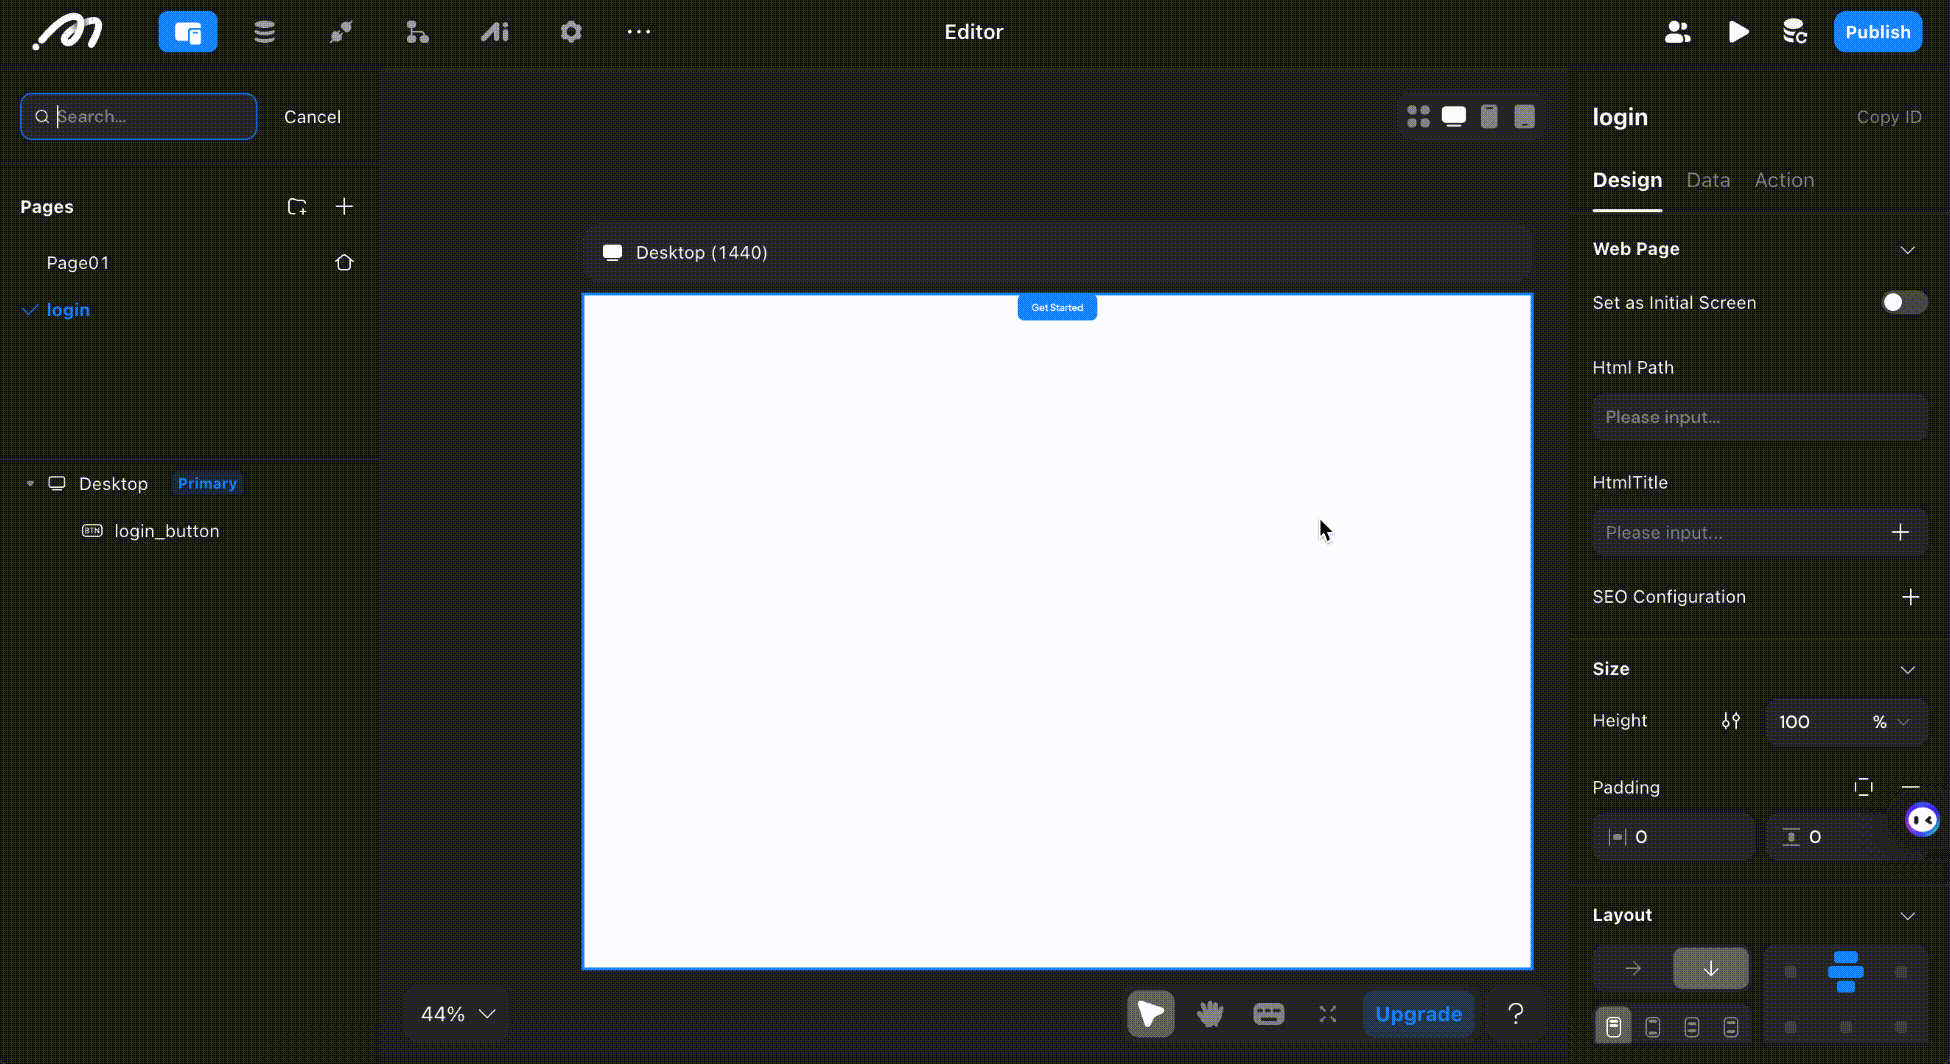 Editor
Publish
Search...
Cancel
Pages
Page01
login
Desktop
Primary
BTN
login_button
Desktop (1440)
Get Started
44%
Upgrade
?
login
Copy ID
Design
Data
Action
Web Page
Set as Initial Screen
Html Path
Please input...
HtmlTitle
Please input...
SEO Configuration
Size
Height
100
%
Padding
0
0
Layout